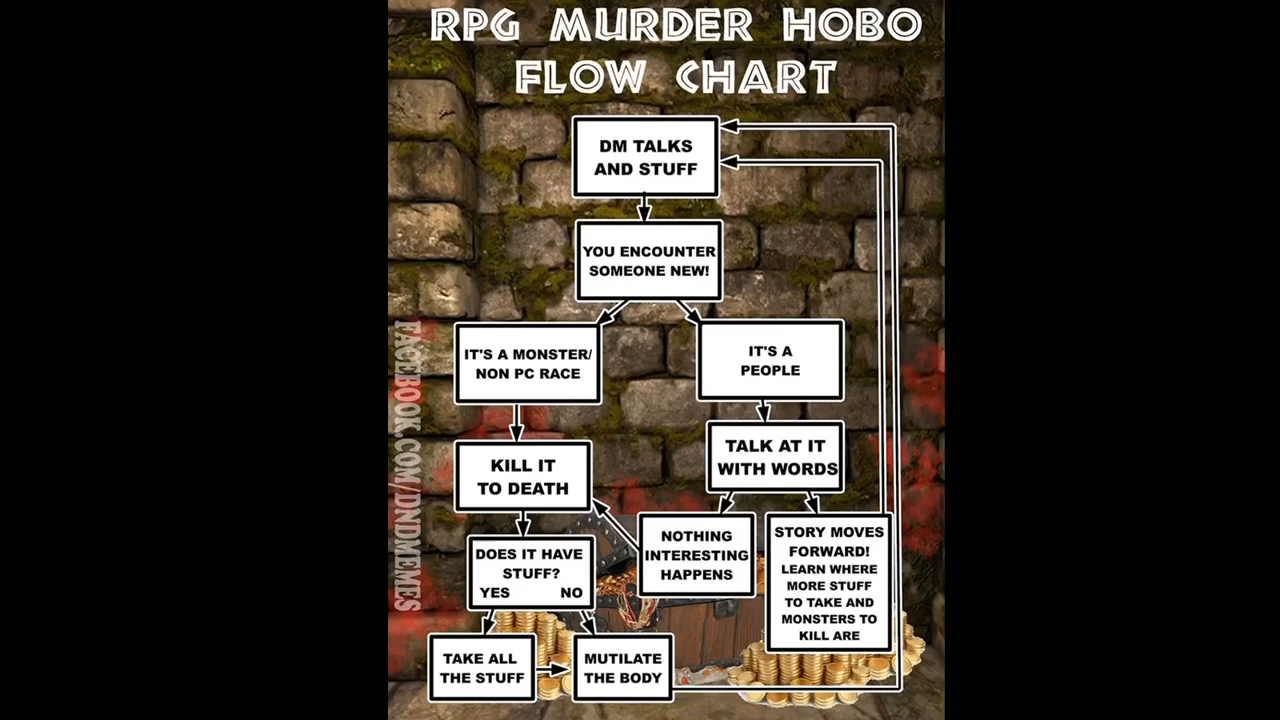 RPG MURDER HOBO
FLOW CHART
DM TALKS
AND STUFF
YOU ENCOUNTER
SOMEONE NEW!
IT'S A MONSTER/
NON PC RACE
IT'S A
PEOPLE
KILL IT
TO DEATH
TALK AT IT
WITH WORDS
DOES IT HAVE
STUFF?
YES NO
NOTHING
INTERESTING
HAPPENS
STORY MOVES
FORWARD!
LEARN WHERE
MORE STUFF
TO TAKE AND
MONSTERS TO
KILL ARE
TAKE ALL
THE STUFF
MUTILATE
THE BODY
FACEBOOK.COM/DNDMEMES